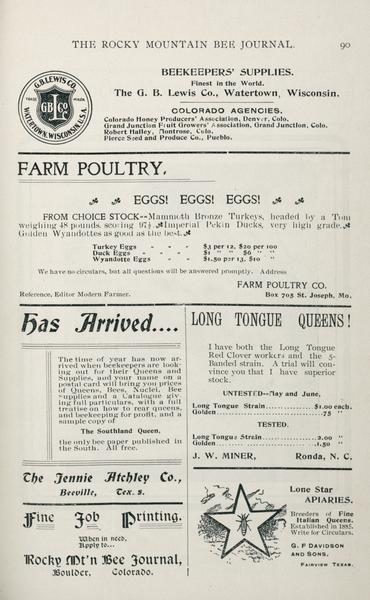 THE ROCKY MOUNTAIN BEE JOURNAL.
90
G.B. LEWIS CO.
TRADE MARK
G B L Co
WATERTOWN, WISCONSIN, U.S.A.
BEEKEEPERS' SUPPLIES.
Finest in the World.
The G. B. Lewis Co., Watertown, Wisconsin.
COLORADO AGENCIES,
Colorado Honey Producers' Association, Denver, Colo.
Grand Junction Fruit Growers' Association, Grand Junction, Colo.
Robert Halley, Montrose, Colo.
Pierce Seed and Produce Co., Pueblo.
FARM POULTRY,
EGGS! EGGS! EGGS!
FROM CHOICE STOCK--Mammoth Bronze Turkeys, headed by a Tom
weighing 48 pounds, scoring 97½. Imperial Pekin Ducks, very high grade.
Golden Wyandottes as good as the best.
Turkey Eggs - - - $3 per 12, $20 per 100
Duck Eggs - - - $1 " " $6 " "
Wyandotte Eggs - - $1.50 per 13, $10 "
We have no circulars, but all questions will be answered promptly. Address
FARM POULTRY CO.
Reference, Editor Modern Farmer.
Box 705 St. Joseph, Mo.
Has Arrived....
The time of year has now ar-
rived when beekeepers are look-
ing out for their Queens and
Supplies, and your name on a
postal card will bring you prices
of Queens, Bees, Nuclei, Bee
Supplies and a Catalogue giv-
ing full particulars, with a full
treatise on how to rear queens,
and beekeeping for profit, and a
sample copy of
The Southland Queen,
the only bee paper published in
the South. All free.
The Jennie Atchley Co.,
Beeville, Tex. s.
Fine Job Printing.
When in need,
Apply to...
Rocky Mt'n Bee Journal,
Boulder, Colorado.
LONG TONGUE QUEENS!
I have both the Long Tongue
Red Clover workers and the 5-
Banded strain. A trial will con-
vince you that I have superior
stock.
UNTESTED--May and June,
Long Tongue Strain................$1.00 each.
Golden....................................75 "
TESTED.
Long Tongue Strain................2.00 "
Golden..................................1.50 "
J. W. MINER, Ronda, N. C.
Lone Star
APIARIES.
Breeders of Fine
Italian Queens.
Established in 1885.
Write for Circulars.
G. F DAVIDSON
AND SONS.
FAIRVIEW TEXAS.